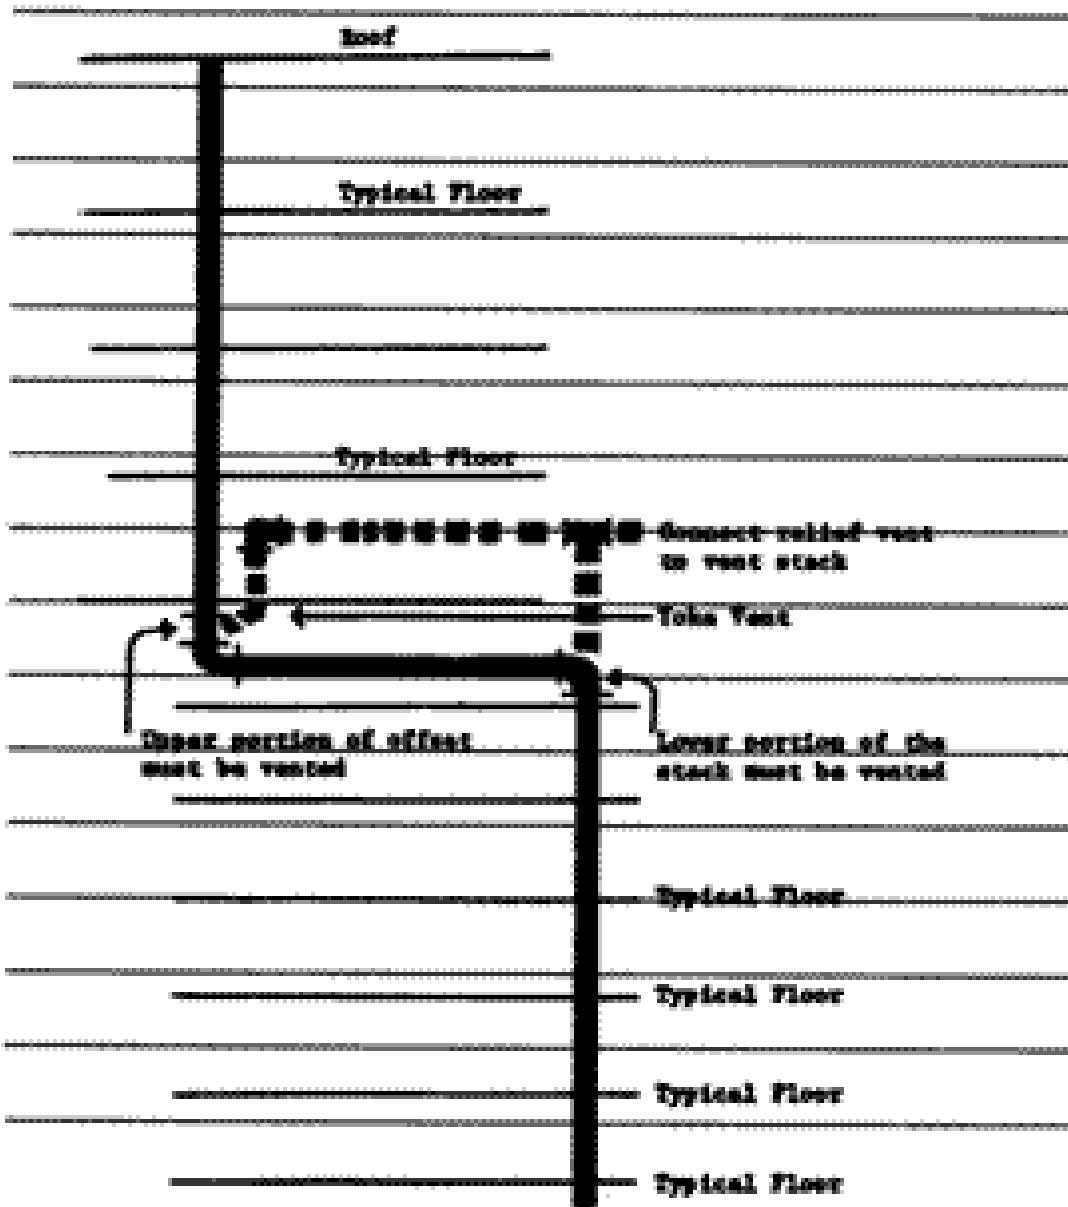 Roof
Typical Floor
Typical Floor
Connect relief vent
to vent stack
Yoke Vent
Upper portion of offset
must be vented
Lower portion of the
stack must be vented
Typical Floor
Typical Floor
Typical Floor
Typical Floor